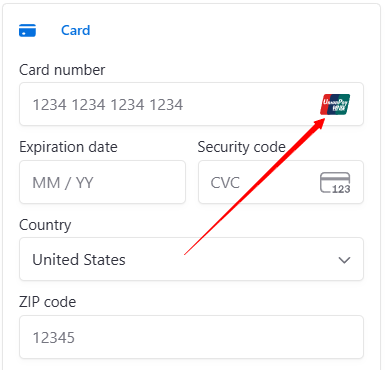 Card
Card number
1234 1234 1234 1234
UnionPay
银联
Expiration date
Security code
MM / YY
CVC
123
Country
United States
ZIP code
12345